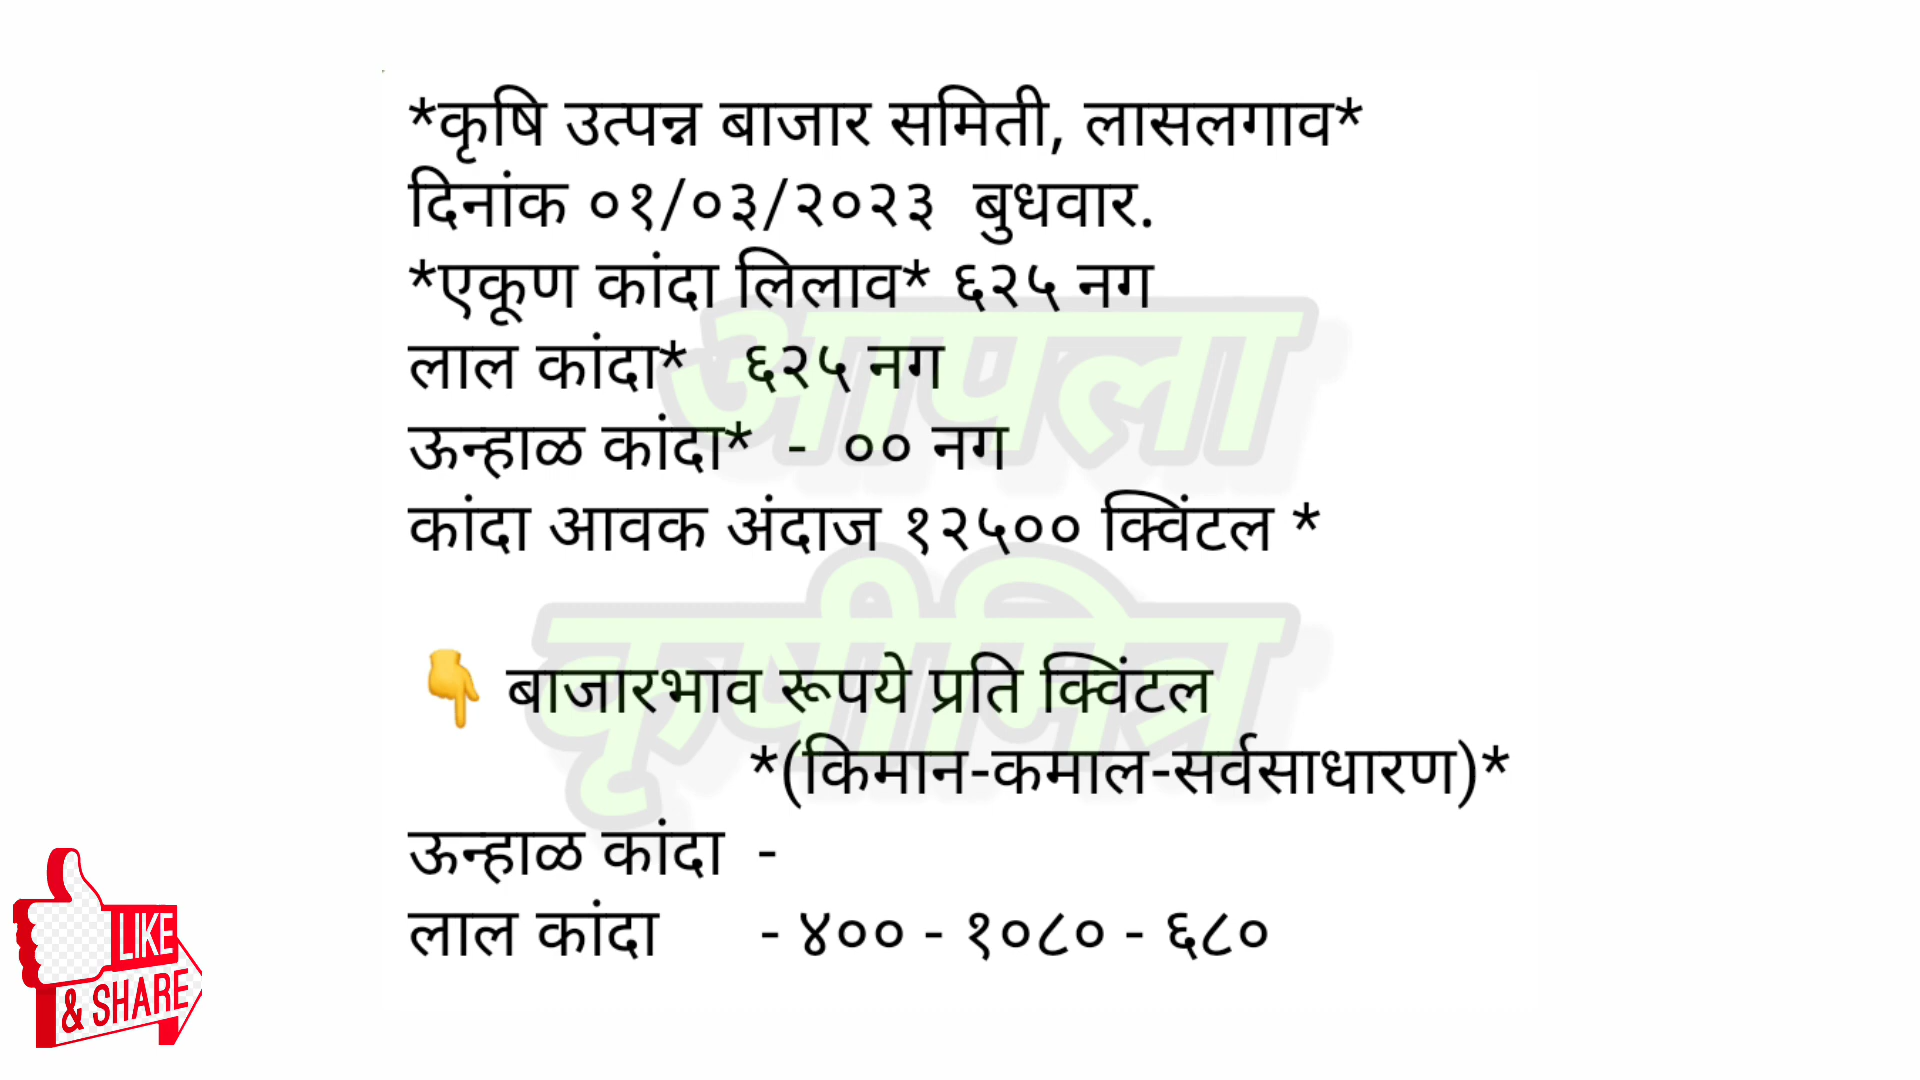 *कृषि उत्पन्न बाजार समिती, लासलगाव*
दिनांक ०१/०३/२०२३  बुधवार.
*एकूण कांदा लिलाव* ६२५ नग
लाल कांदा*   ६२५ नग
ऊन्हाळ कांदा*  -  ०० नग
कांदा आवक अंदाज १२५०० क्विंटल *
आपला
कृषीमित्र
👇 बाजारभाव रूपये प्रति क्विंटल
*(किमान-कमाल-सर्वसाधारण)*
ऊन्हाळ कांदा  -
लाल कांदा      - ४०० - १०८० - ६८०
LIKE
& SHARE